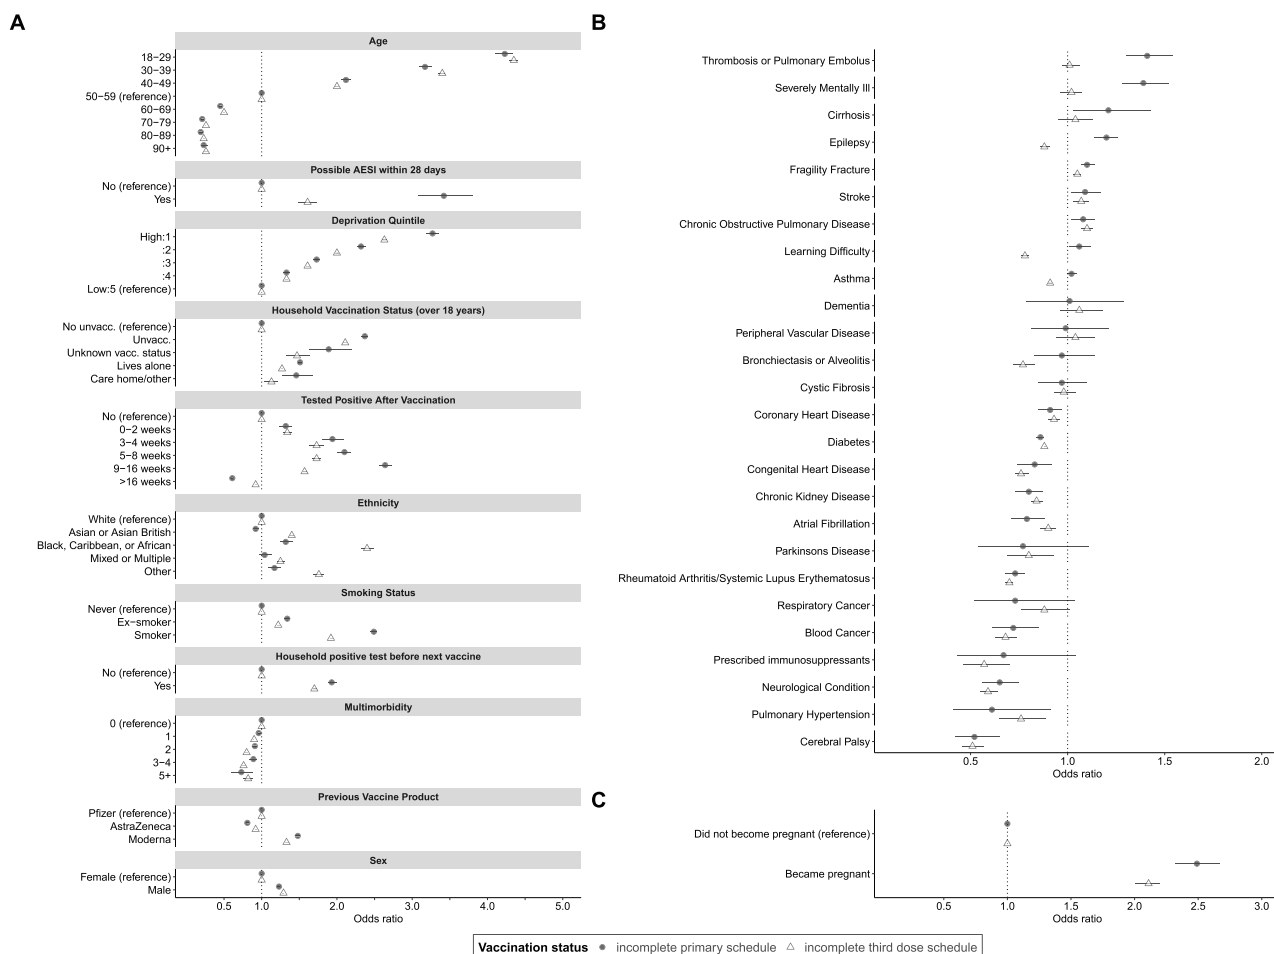 A
Age
18−29
30−39
40−49
50−59 (reference)
60−69
70−79
80−89
90+
Possible AESI within 28 days
No (reference)
Yes
Deprivation Quintile
High:1
:2
:3
:4
Low:5 (reference)
Household Vaccination Status (over 18 years)
No unvacc. (reference)
Unvacc.
Unknown vacc. status
Lives alone
Care home/other
Tested Positive After Vaccination
No (reference)
0−2 weeks
3−4 weeks
5−8 weeks
9−16 weeks
>16 weeks
Ethnicity
White (reference)
Asian or Asian British
Black, Caribbean, or African
Mixed or Multiple
Other
Smoking Status
Never (reference)
Ex−smoker
Smoker
Household positive test before next vaccine
No (reference)
Yes
Multimorbidity
0 (reference)
1
2
3−4
5+
Previous Vaccine Product
Pfizer (reference)
AstraZeneca
Moderna
Sex
Female (reference)
Male
0.5 1.0 2.0 3.0 4.0 5.0
Odds ratio
B
Thrombosis or Pulmonary Embolus
Severely Mentally Ill
Cirrhosis
Epilepsy
Fragility Fracture
Stroke
Chronic Obstructive Pulmonary Disease
Learning Difficulty
Asthma
Dementia
Peripheral Vascular Disease
Bronchiectasis or Alveolitis
Cystic Fibrosis
Coronary Heart Disease
Diabetes
Congenital Heart Disease
Chronic Kidney Disease
Atrial Fibrillation
Parkinsons Disease
Rheumatoid Arthritis/Systemic Lupus Erythematosus
Respiratory Cancer
Blood Cancer
Prescribed immunosuppressants
Neurological Condition
Pulmonary Hypertension
Cerebral Palsy
0.5 1.0 1.5 2.0
Odds ratio
C
Did not become pregnant (reference)
Became pregnant
0.5 1.0 1.5 2.0 2.5 3.0
Odds ratio
Vaccination status incomplete primary schedule incomplete third dose schedule